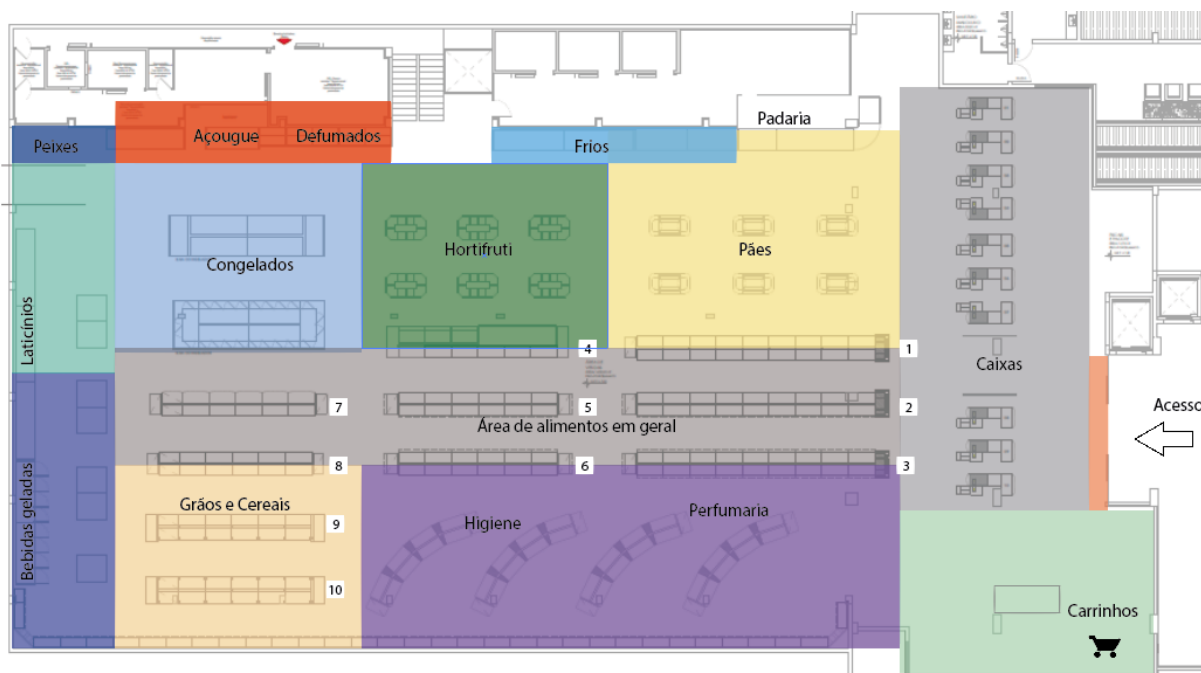 Padaria
Peixes
Açougue
Defumados
Frios
Congelados
Hortifruti
Pães
Laticínios
4
1
Caixas
7
5
2
Acesso
Área de alimentos em geral
8
6
3
Bebidas geladas
Grãos e Cereais
Higiene
Perfumaria
9
10
Carrinhos